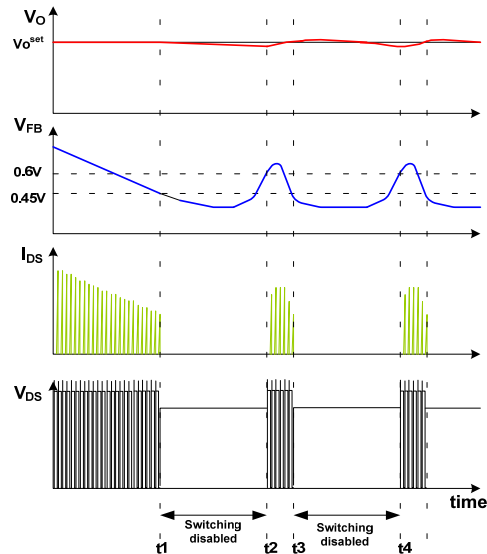 VO
Voset
VFB
0.6V
0.45V
IDS
VDS
time
Switching disabled
Switching disabled
t1 t2 t3 t4